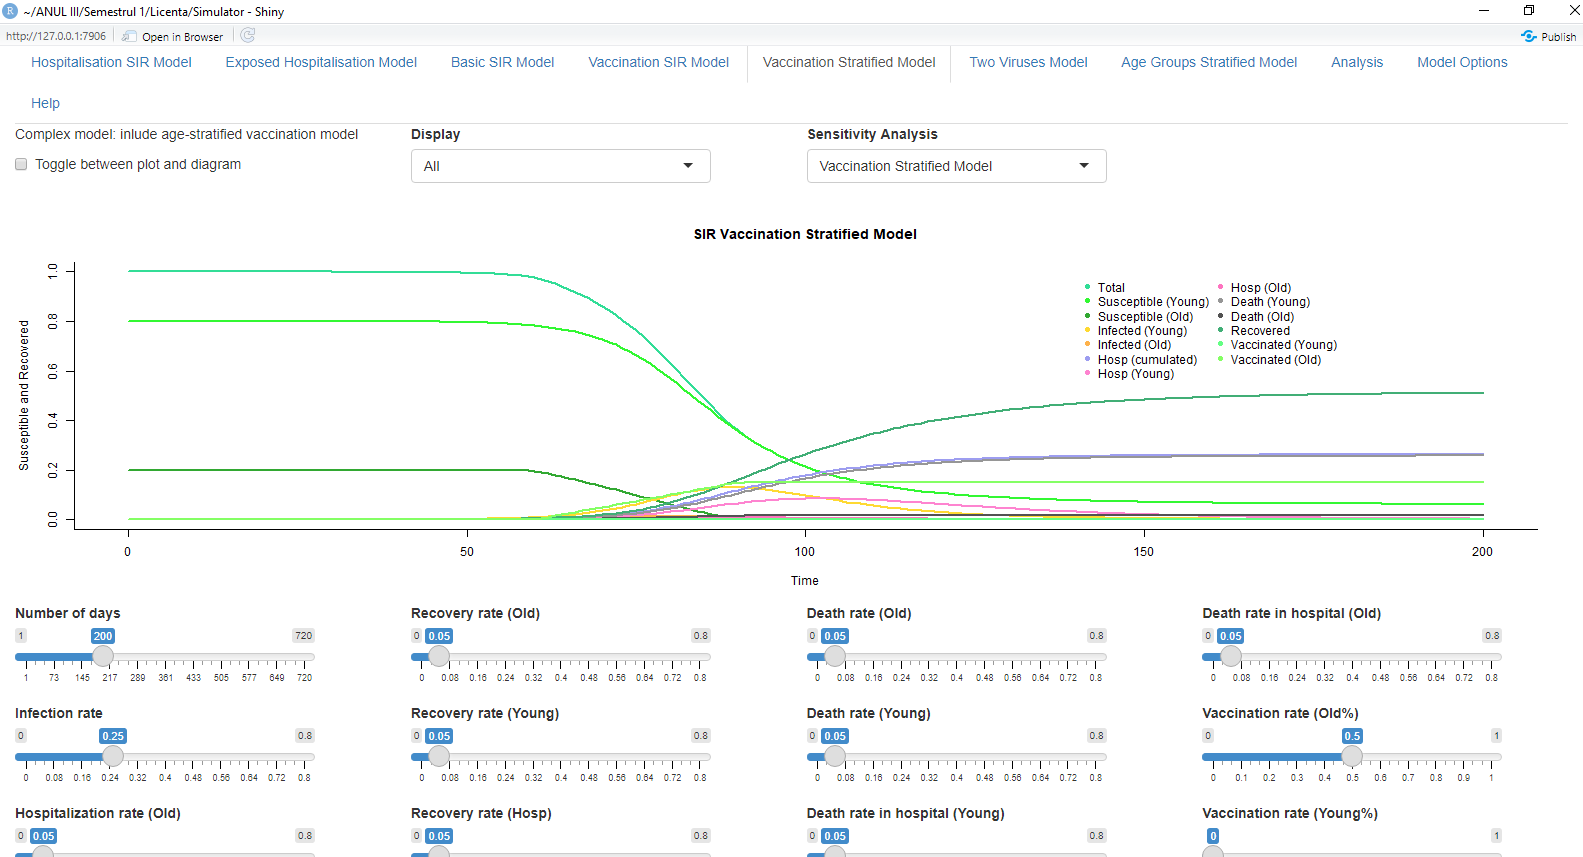 ~/ANUL III/Semestrul 1/Licenta/Simulator - Shiny
http://127.0.0.1:7906 Open in Browser Publish
Hospitalisation SIR Model Exposed Hospitalisation Model Basic SIR Model Vaccination SIR Model Vaccination Stratified Model Two Viruses Model Age Groups Stratified Model Analysis Model Options
Help
Complex model: inlude age-stratified vaccination model Display Sensitivity Analysis
Toggle between plot and diagram All Vaccination Stratified Model
SIR Vaccination Stratified Model
Susceptible and Recovered
1.0
0.8
0.6
0.4
0.2
0.0
Total Hosp (Old)
Susceptible (Young) Death (Young)
Susceptible (Old) Death (Old)
Infected (Young) Recovered
Infected (Old) Vaccinated (Young)
Hosp (cumulated) Vaccinated (Old)
Hosp (Young)
0 50 100 150 200
Time
Number of days Recovery rate (Old) Death rate (Old) Death rate in hospital (Old)
1 200 720 0 0.05 0.8 0 0.05 0.8 0 0.05 0.8
1 73 145 217 289 361 433 505 577 649 720 0 0.08 0.16 0.24 0.32 0.4 0.48 0.56 0.64 0.72 0.8 0 0.08 0.16 0.24 0.32 0.4 0.48 0.56 0.64 0.72 0.8 0 0.08 0.16 0.24 0.32 0.4 0.48 0.56 0.64 0.72 0.8
Infection rate Recovery rate (Young) Death rate (Young) Vaccination rate (Old%)
0 0.25 0.8 0 0.05 0.8 0 0.05 0.8 0 0.5 1
0 0.08 0.16 0.24 0.32 0.4 0.48 0.56 0.64 0.72 0.8 0 0.08 0.16 0.24 0.32 0.4 0.48 0.56 0.64 0.72 0.8 0 0.08 0.16 0.24 0.32 0.4 0.48 0.56 0.64 0.72 0.8 0 0.1 0.2 0.3 0.4 0.5 0.6 0.7 0.8 0.9 1
Hospitalization rate (Old) Recovery rate (Hosp) Death rate in hospital (Young) Vaccination rate (Young%)
0 0.05 0.8 0 0.05 0.8 0 0.05 0.8 0 1